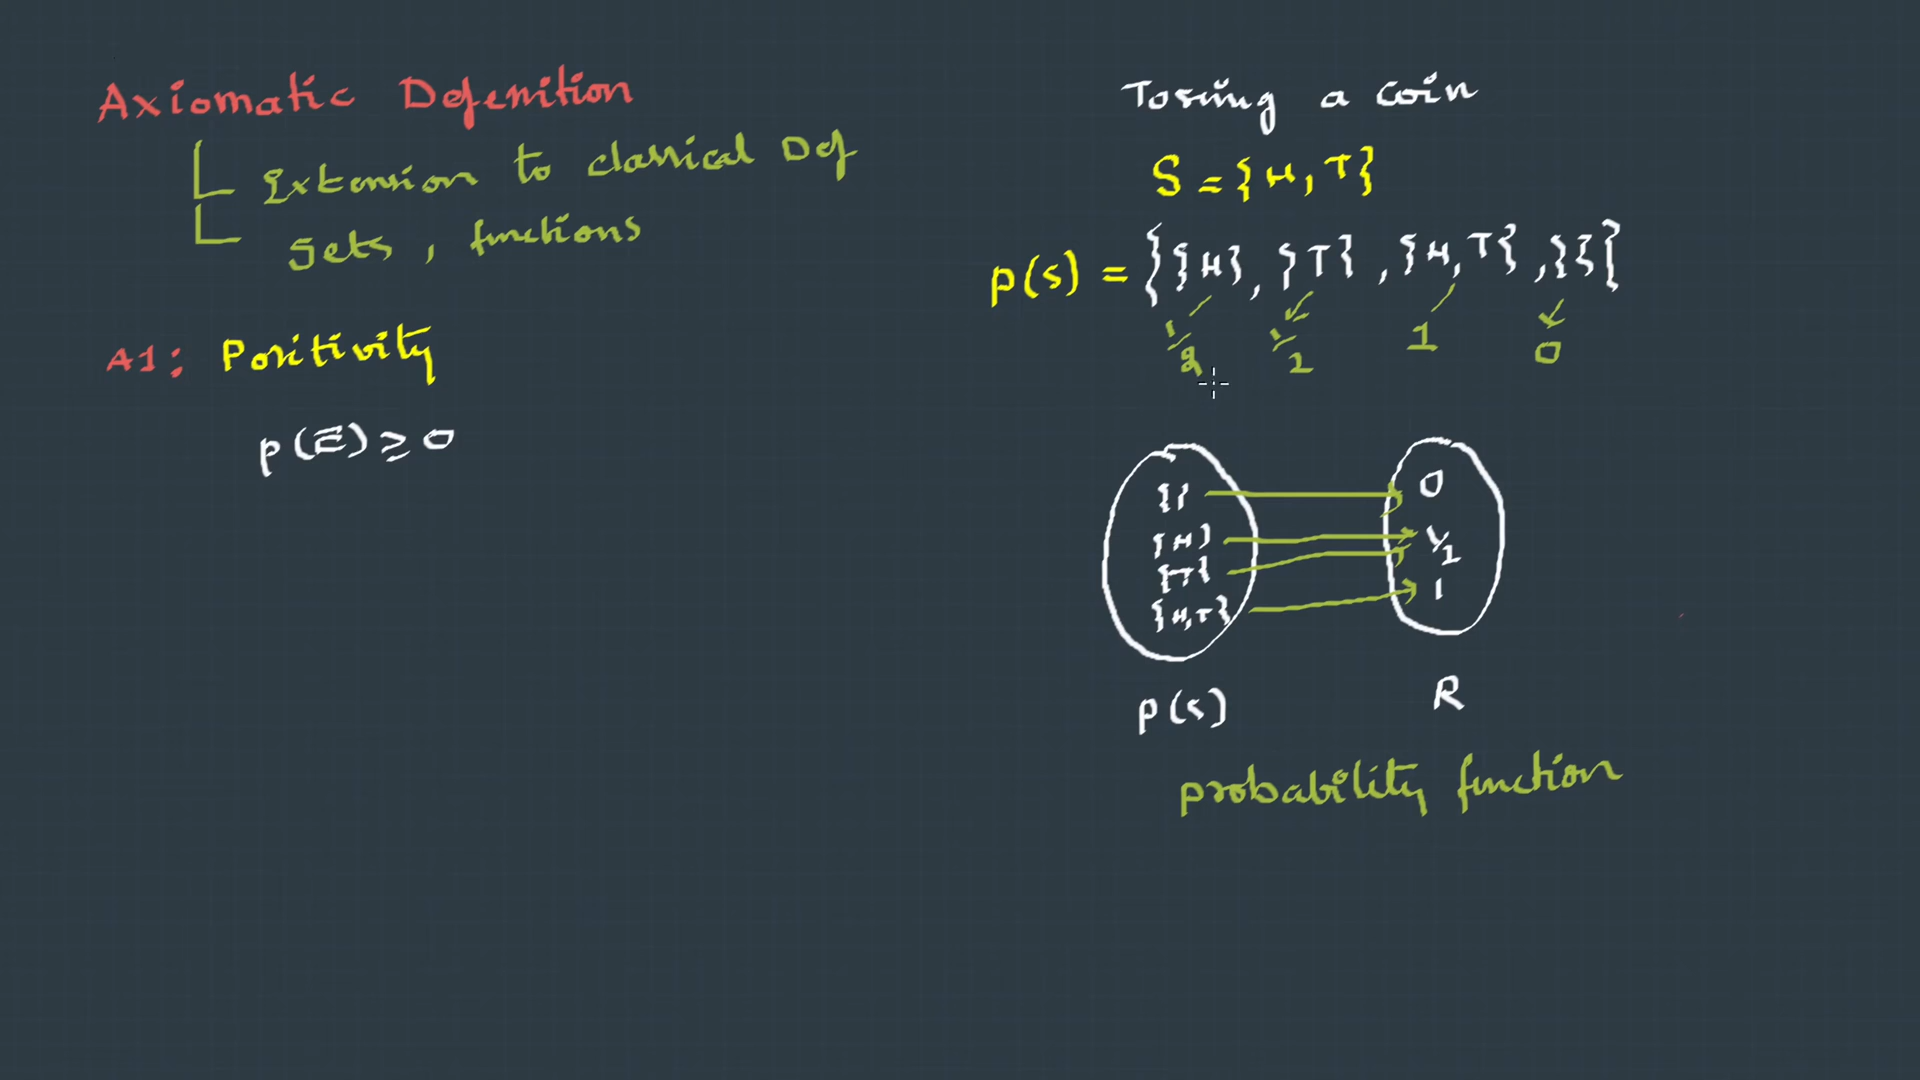 Axiomatic Defenition
Extension to classical Def
Sets, functions
A1: Positivity
p(E) ≥ 0
Tossing a coin
S = {H, T}
p(s) = {{H}, {T}, {H, T}, {}}
1/2 1/2 1 0
{} 0
{H} 1/2
{T}
{H,T} 1
p(s) R
probability function